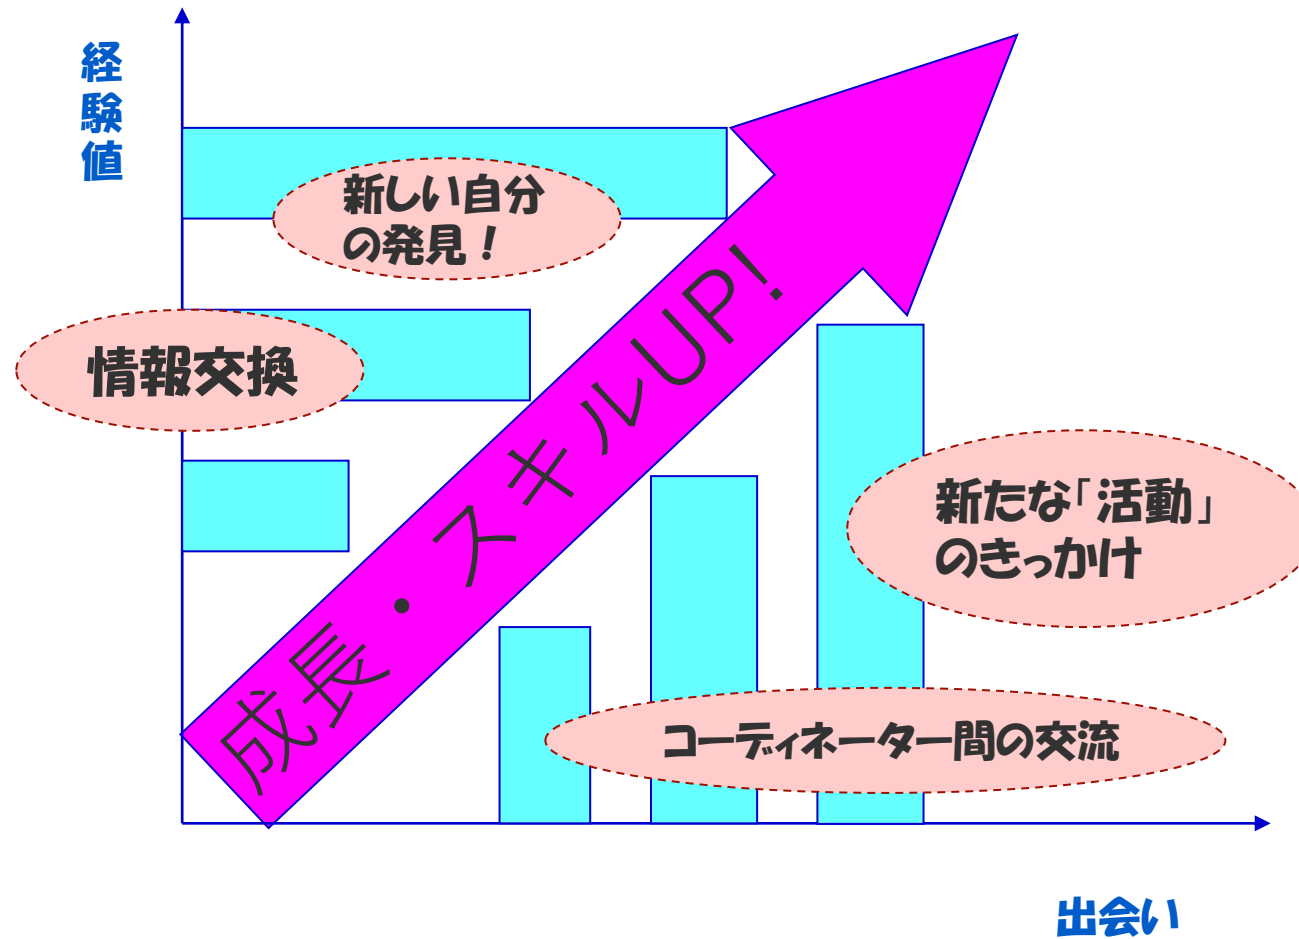 経験値
新しい自分
の発見！
情報交換
成長・スキルUP!
新たな「活動」
のきっかけ
コーディネーター間の交流
出会い